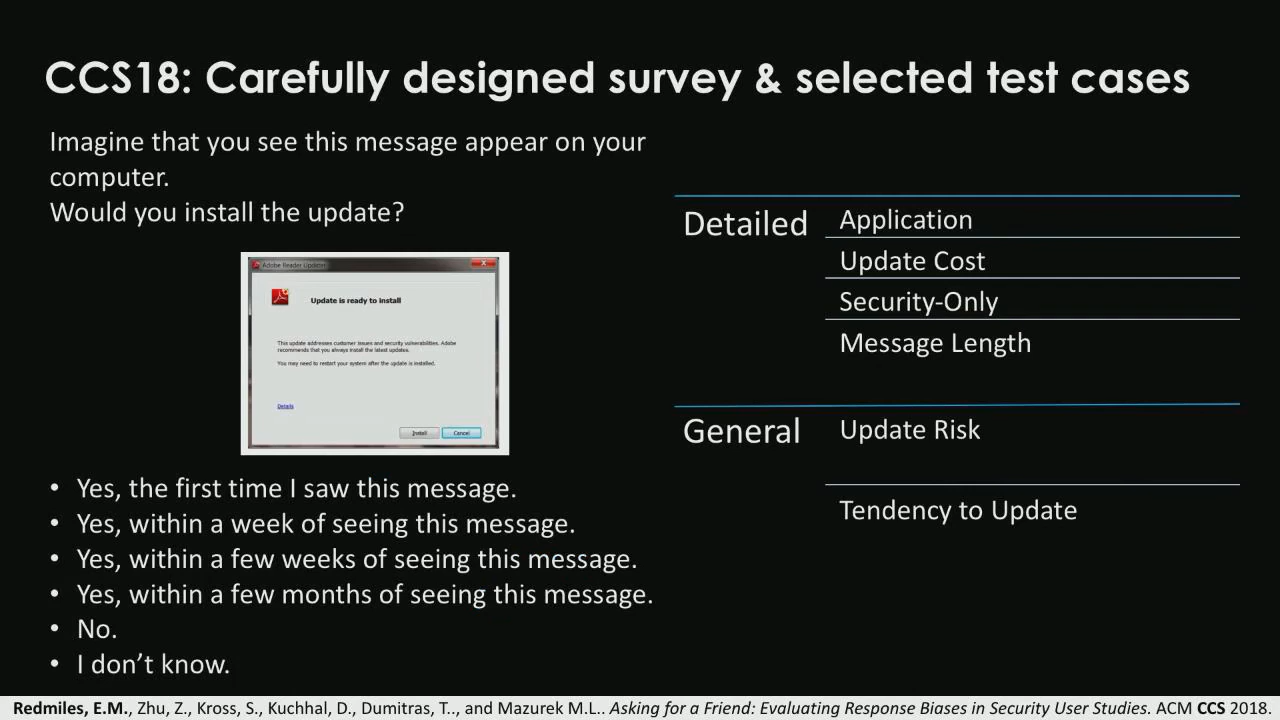 CCS18: Carefully designed survey & selected test cases
Imagine that you see this message appear on your
computer.
Would you install the update?
Adobe Reader Updater
Update is ready to install
This update addresses customer issues and security vulnerabilities. Adobe
recommends that you always install the latest updates.
You may need to restart your system after the update is installed.
Details
Install Cancel
• Yes, the first time I saw this message.
• Yes, within a week of seeing this message.
• Yes, within a few weeks of seeing this message.
• Yes, within a few months of seeing this message.
• No.
• I don’t know.
Detailed Application
Update Cost
Security-Only
Message Length
General Update Risk
Tendency to Update
Redmiles, E.M., Zhu, Z., Kross, S., Kuchhal, D., Dumitras, T., and Mazurek M.L.. Asking for a Friend: Evaluating Response Biases in Security User Studies. ACM CCS 2018.